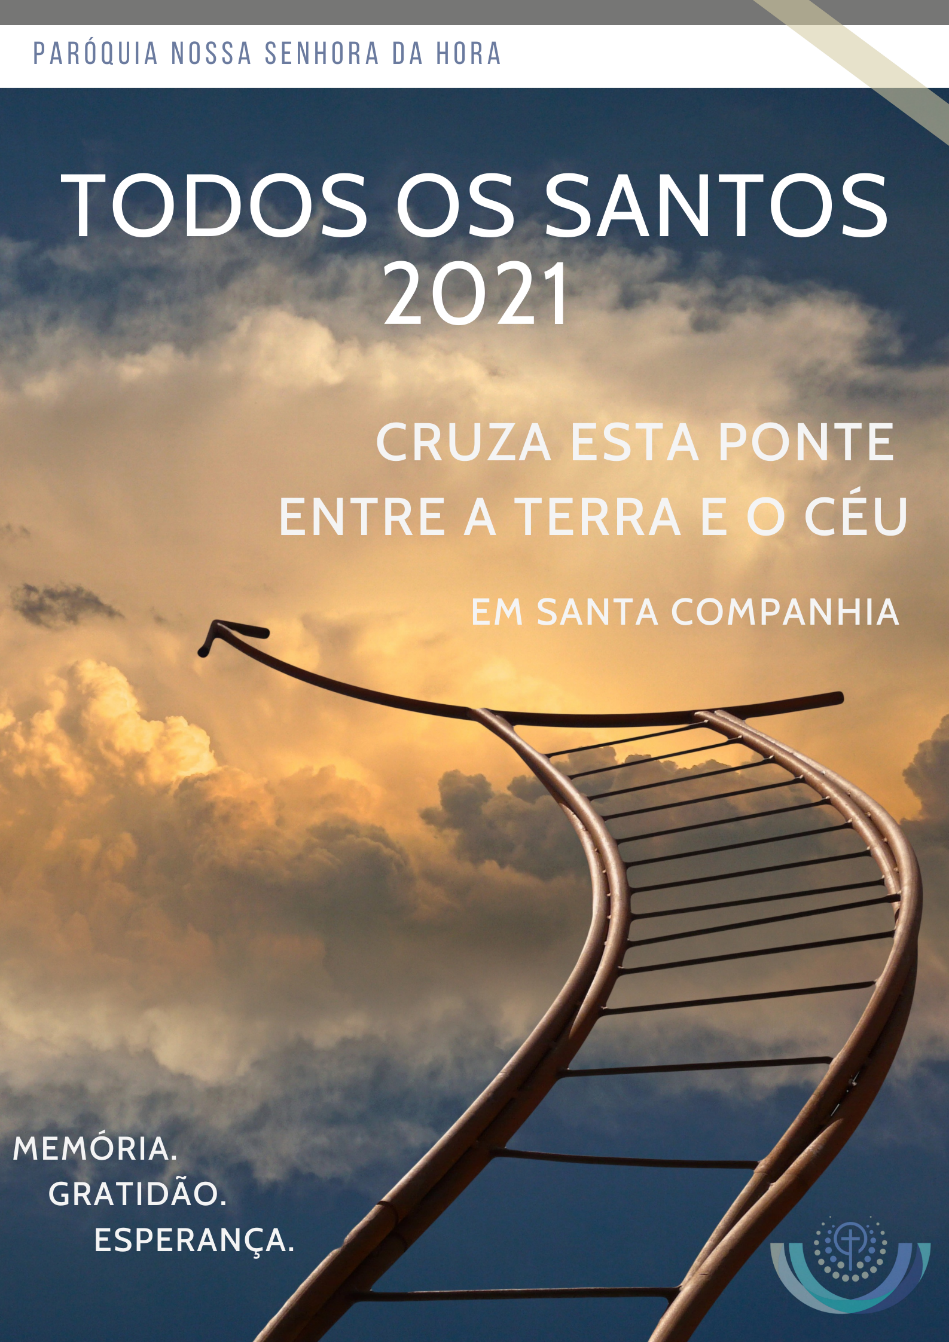 PARÓQUIA NOSSA SENHORA DA HORA
TODOS OS SANTOS
2021
CRUZA ESTA PONTE
ENTRE A TERRA E O CÉU
EM SANTA COMPANHIA
MEMÓRIA.
GRATIDÃO.
ESPERANÇA.